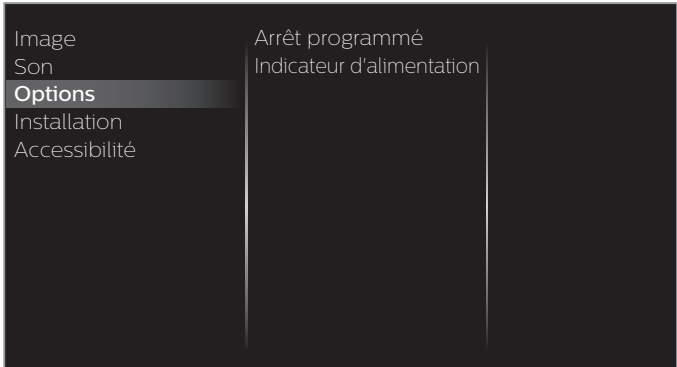 Image
Son
Options
Installation
Accessibilité
Arrêt programmé
Indicateur d'alimentation